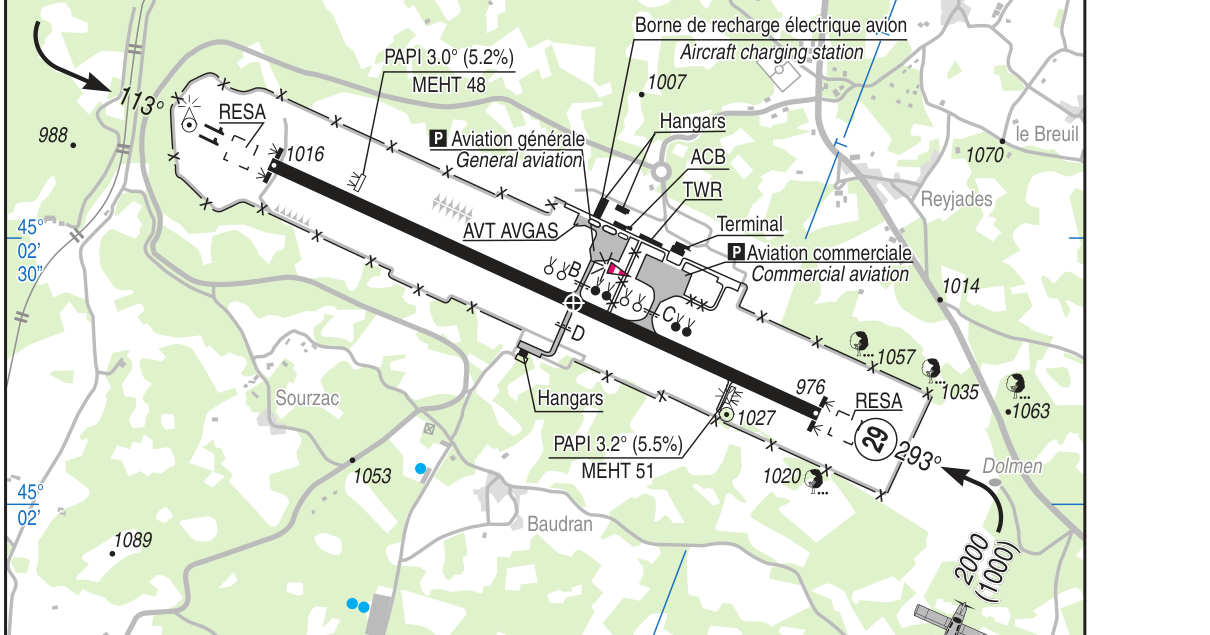 Borne de recharge électrique avion
Aircraft charging station
PAPI 3.0° (5.2%)
MEHT 48
1007
113°
RESA
11
988
1016
P Aviation générale
General aviation
Hangars
ACB
TWR
le Breuil
1070
Reyjades
AVT AVGAS
Terminal
P Aviation commerciale
Commercial aviation
45°
02'
30"
B
C
D
1014
1057
1035
1063
976
RESA
Sourzac
Hangars
1027
29
293°
PAPI 3.2° (5.5%)
MEHT 51
1020
Dolmen
1053
45°
02'
Baudran
1089
2000
(1000)